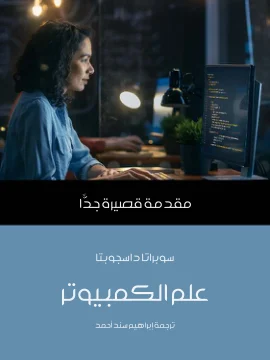 مقدمة قصيرة جدًّا
سوبراتا داسجوبتا
علم الكمبيوتر
ترجمة إبراهيم سند أحمد